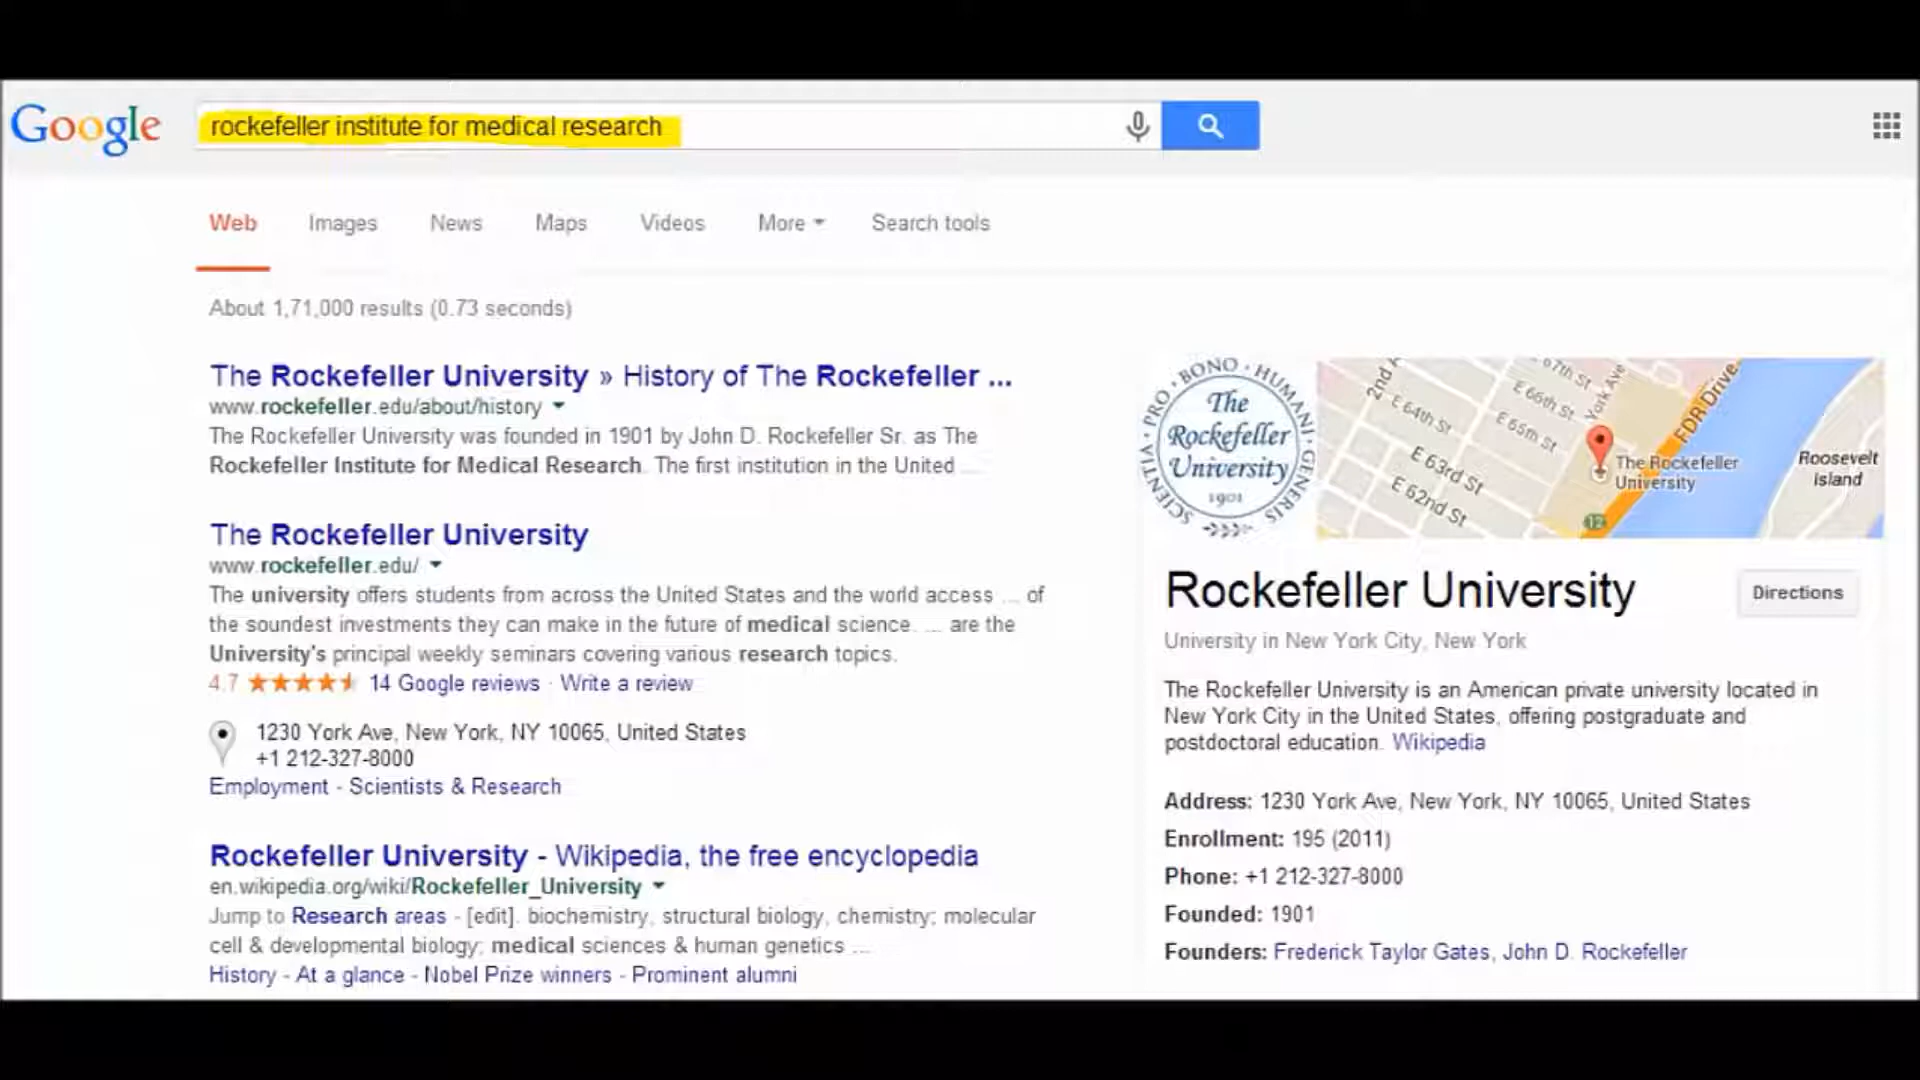 Google
rockefeller institute for medical research
Web Images News Maps Videos More Search tools
About 1,71,000 results (0.73 seconds)
The Rockefeller University » History of The Rockefeller ...
www.rockefeller.edu/about/history
The Rockefeller University was founded in 1901 by John D. Rockefeller Sr. as The
Rockefeller Institute for Medical Research. The first institution in the United ...
The Rockefeller University
www.rockefeller.edu/
The university offers students from across the United States and the world access ... of
the soundest investments they can make in the future of medical science. ... are the
University's principal weekly seminars covering various research topics.
4.7 14 Google reviews · Write a review
1230 York Ave, New York, NY 10065, United States
+1 212-327-8000
Employment - Scientists & Research
Rockefeller University - Wikipedia, the free encyclopedia
en.wikipedia.org/wiki/Rockefeller_University
Jump to Research areas - [edit]. biochemistry, structural biology, chemistry; molecular
cell & developmental biology; medical sciences & human genetics ...
History - At a glance - Nobel Prize winners - Prominent alumni
SCIENTIA · PRO · BONO · HUMANI · GENERIS
The
Rockefeller
University
1901
2nd
E 67th St
E 66th St
E 65th St
E 64th St
E 63rd St
E 62nd St
York Ave
FDR Drive
The Rockefeller
University
Roosevelt
Island
12
Rockefeller University
Directions
University in New York City, New York
The Rockefeller University is an American private university located in
New York City in the United States, offering postgraduate and
postdoctoral education. Wikipedia
Address: 1230 York Ave, New York, NY 10065, United States
Enrollment: 195 (2011)
Phone: +1 212-327-8000
Founded: 1901
Founders: Frederick Taylor Gates, John D. Rockefeller